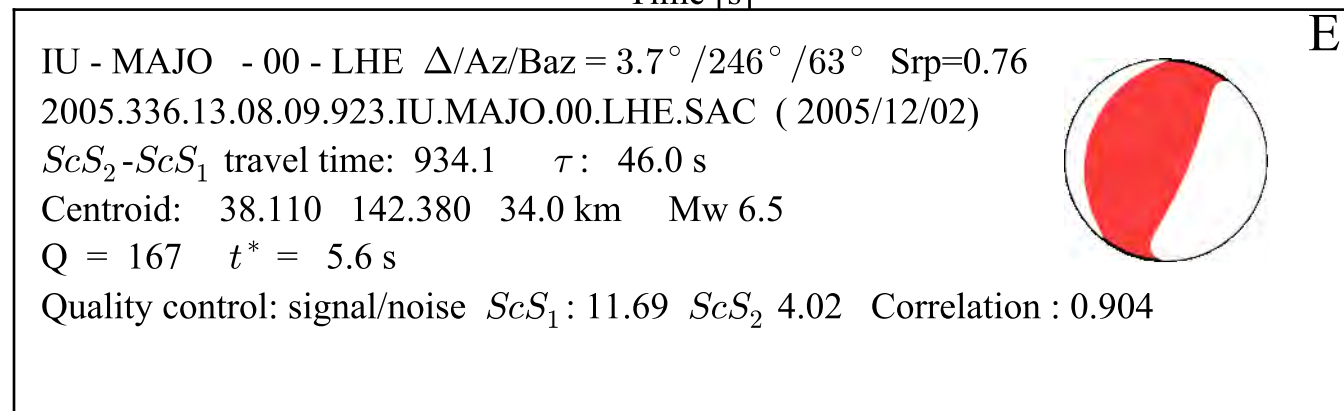 Time [s]
E
IU - MAJO - 00 - LHE Δ/Az/Baz = 3.7° /246° /63° Srp=0.76
2005.336.13.08.09.923.IU.MAJO.00.LHE.SAC ( 2005/12/02)
ScS₂-ScS₁ travel time: 934.1 τ : 46.0 s
Centroid: 38.110 142.380 34.0 km Mw 6.5
Q = 167 t* = 5.6 s
Quality control: signal/noise ScS₁ : 11.69 ScS₂ 4.02 Correlation : 0.904